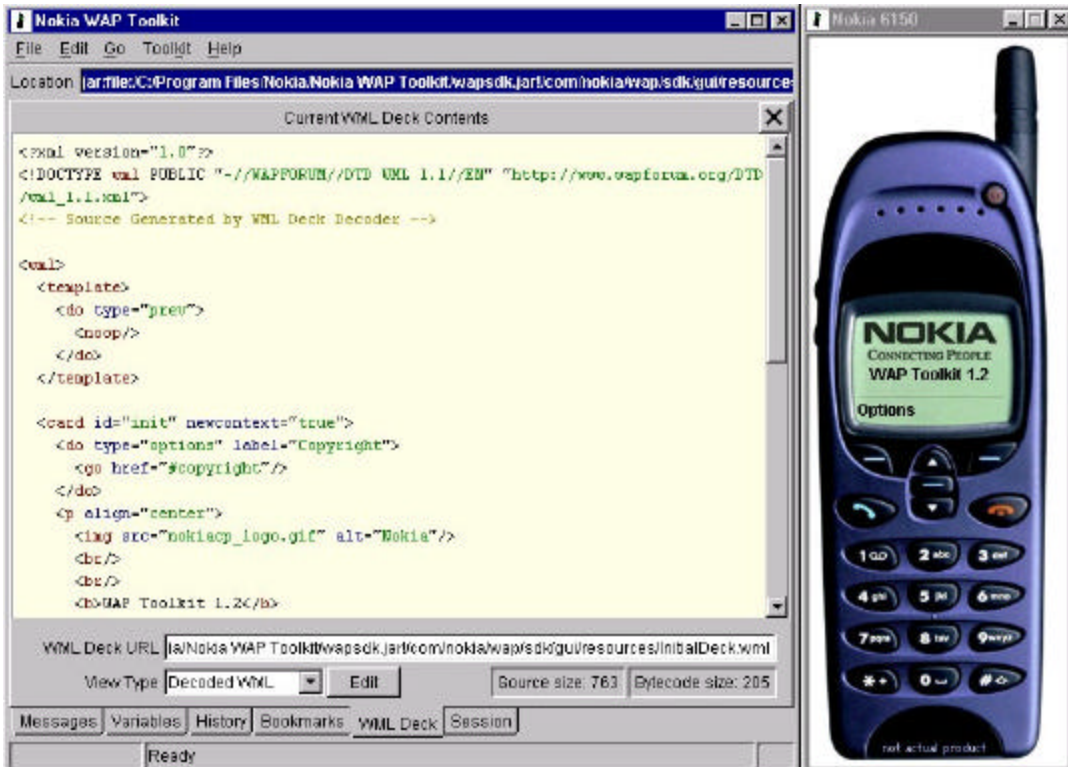 Nokia WAP Toolkit
File Edit Go Toolkit Help
Location jar:file:/C:/Program Files/Nokia/Nokia WAP Toolkit/wapsdk.jar!/com/nokia/wap/sdk/gui/resources
Current WML Deck Contents
<?xml version="1.0"?>
<!DOCTYPE wml PUBLIC "-//WAPFORUM//DTD WML 1.1//EN" "http://www.wapforum.org/DTD
/wml_1.1.xml">
<!-- Source Generated by WML Deck Decoder -->
<wml>
<template>
<do type="prev">
<noop/>
</do>
</template>
<card id="init" newcontext="true">
<do type="options" label="Copyright">
<go href="#copyright"/>
</do>
<p align="center">
<img src="nokiacp_logo.gif" alt="Nokia"/>
<br/>
<br/>
<b>WAP Toolkit 1.2</b>
WML Deck URL ia/Nokia WAP Toolkit/wapsdk.jar!/com/nokia/wap/sdk/gui/resources/InitialDeck.wml
View Type Decoded WML Edit Source size: 763 Bytecode size: 205
Messages Variables History Bookmarks WML Deck Session
Ready
Nokia 6150
NOKIA
CONNECTING PEOPLE
WAP Toolkit 1.2
Options
1 2 abc 3 def
4 ghi 5 jkl 6 mno
7 pqrs 8 tuv 9 wxyz
* + 0 #
not actual product